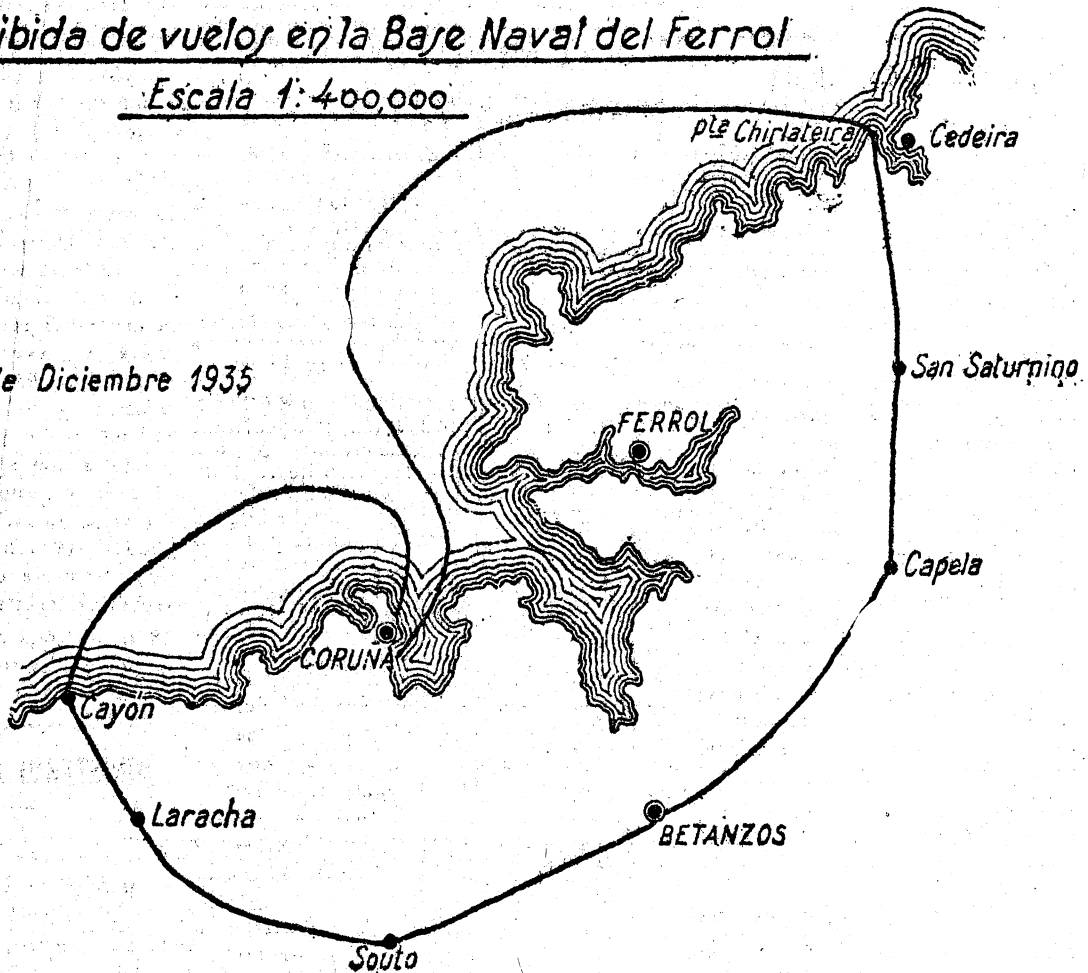 ibida de vuelos en la Base Naval del Ferrol
Escala 1:400,000
pta Chirlateira
Cedeira
e Diciembre 1935
San Saturnino
FERROL
Capela
CORUÑA
Cayón
Laracha
BETANZOS
Souto